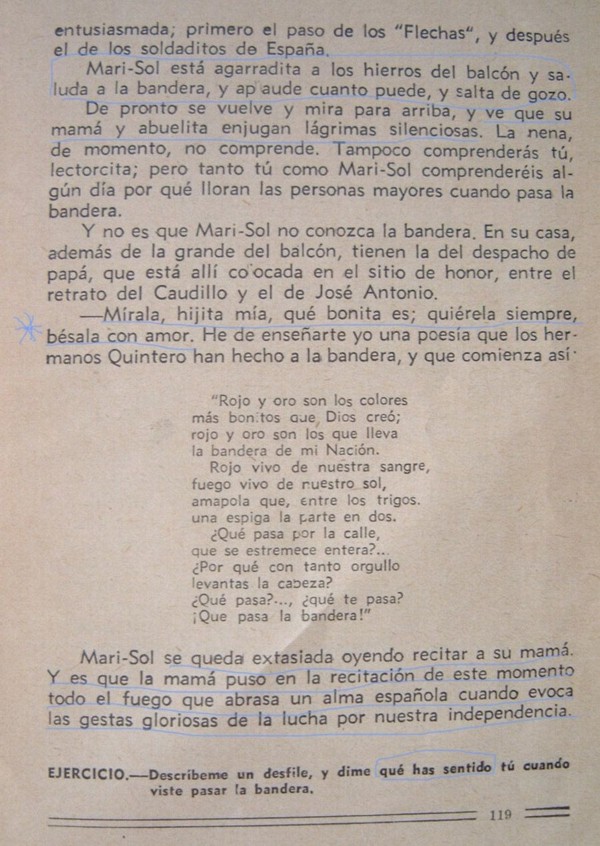 entusiasmada; primero el paso de los "Flechas", y después
el de los soldaditos de España.
Mari-Sol está agarradita a los hierros del balcón y sa-
luda a la bandera, y ap aude cuanto puede, y salta de gozo.
De pronto se vuelve y mira para arriba, y ve que su
mamá y abuelita enjugan lágrimas silenciosas. La nena,
de momento, no comprende. Tampoco comprenderás tú,
lectorcita; pero tanto tú como Mari-Sol comprenderéis al-
gún día por qué lloran las personas mayores cuando pasa la
bandera.
Y no es que Mari-Sol no conozca la bandera. En su casa,
además de la grande del balcón, tienen la del despacho de
papá, que está allí co ocada en el sitio de honor, entre el
retrato del Caudillo y el de José Antonio.
—Mírala, hijita mía, qué bonita es; quiérela siempre,
bésala con amor. He de enseñarte yo una poesía que los her-
manos Quintero han hecho a la bandera, y que comienza así:
"Rojo y oro son los colores
más bonitos que Dios creó;
rojo y oro son los que lleva
la bandera de mi Nación.
Rojo vivo de nuestra sangre,
fuego vivo de nuestro sol,
amapola que, entre los trigos.
una espiga la parte en dos.
¿Qué pasa por la calle,
que se estremece entera?...
¿Por qué con tanto orgullo
levantas la cabeza?
¿Qué pasa?..., ¿qué te pasa?
¡Que pasa la bandera!"
Mari-Sol se queda extasiada oyendo recitar a su mamá.
Y es que la mamá puso en la recitación de este momento
todo el fuego que abrasa un alma española cuando evoca
las gestas gloriosas de la lucha por nuestra independencia.
EJERCICIO.—Descríbeme un desfile, y dime qué has sentido tú cuando
viste pasar la bandera.
119